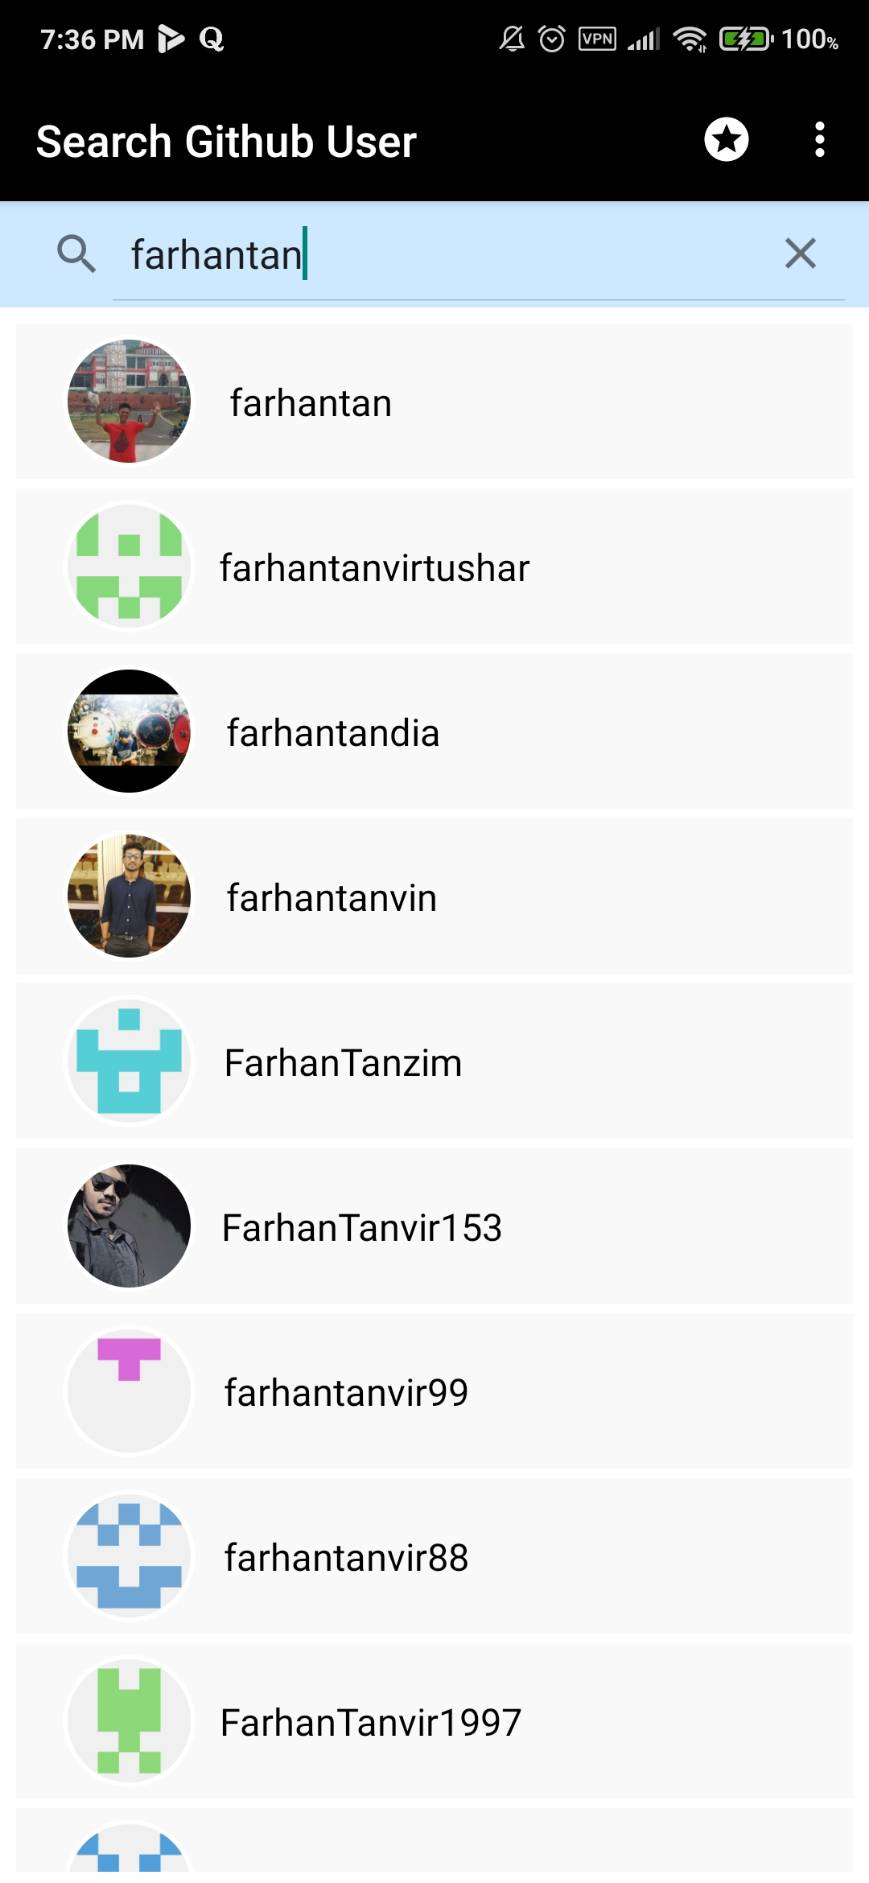 7:36 PM Q VPN 100%
Search Github User
farhantan
farhantan
farhantanvirtushar
farhantandia
farhantanvin
FarhanTanzim
FarhanTanvir153
farhantanvir99
farhantanvir88
FarhanTanvir1997